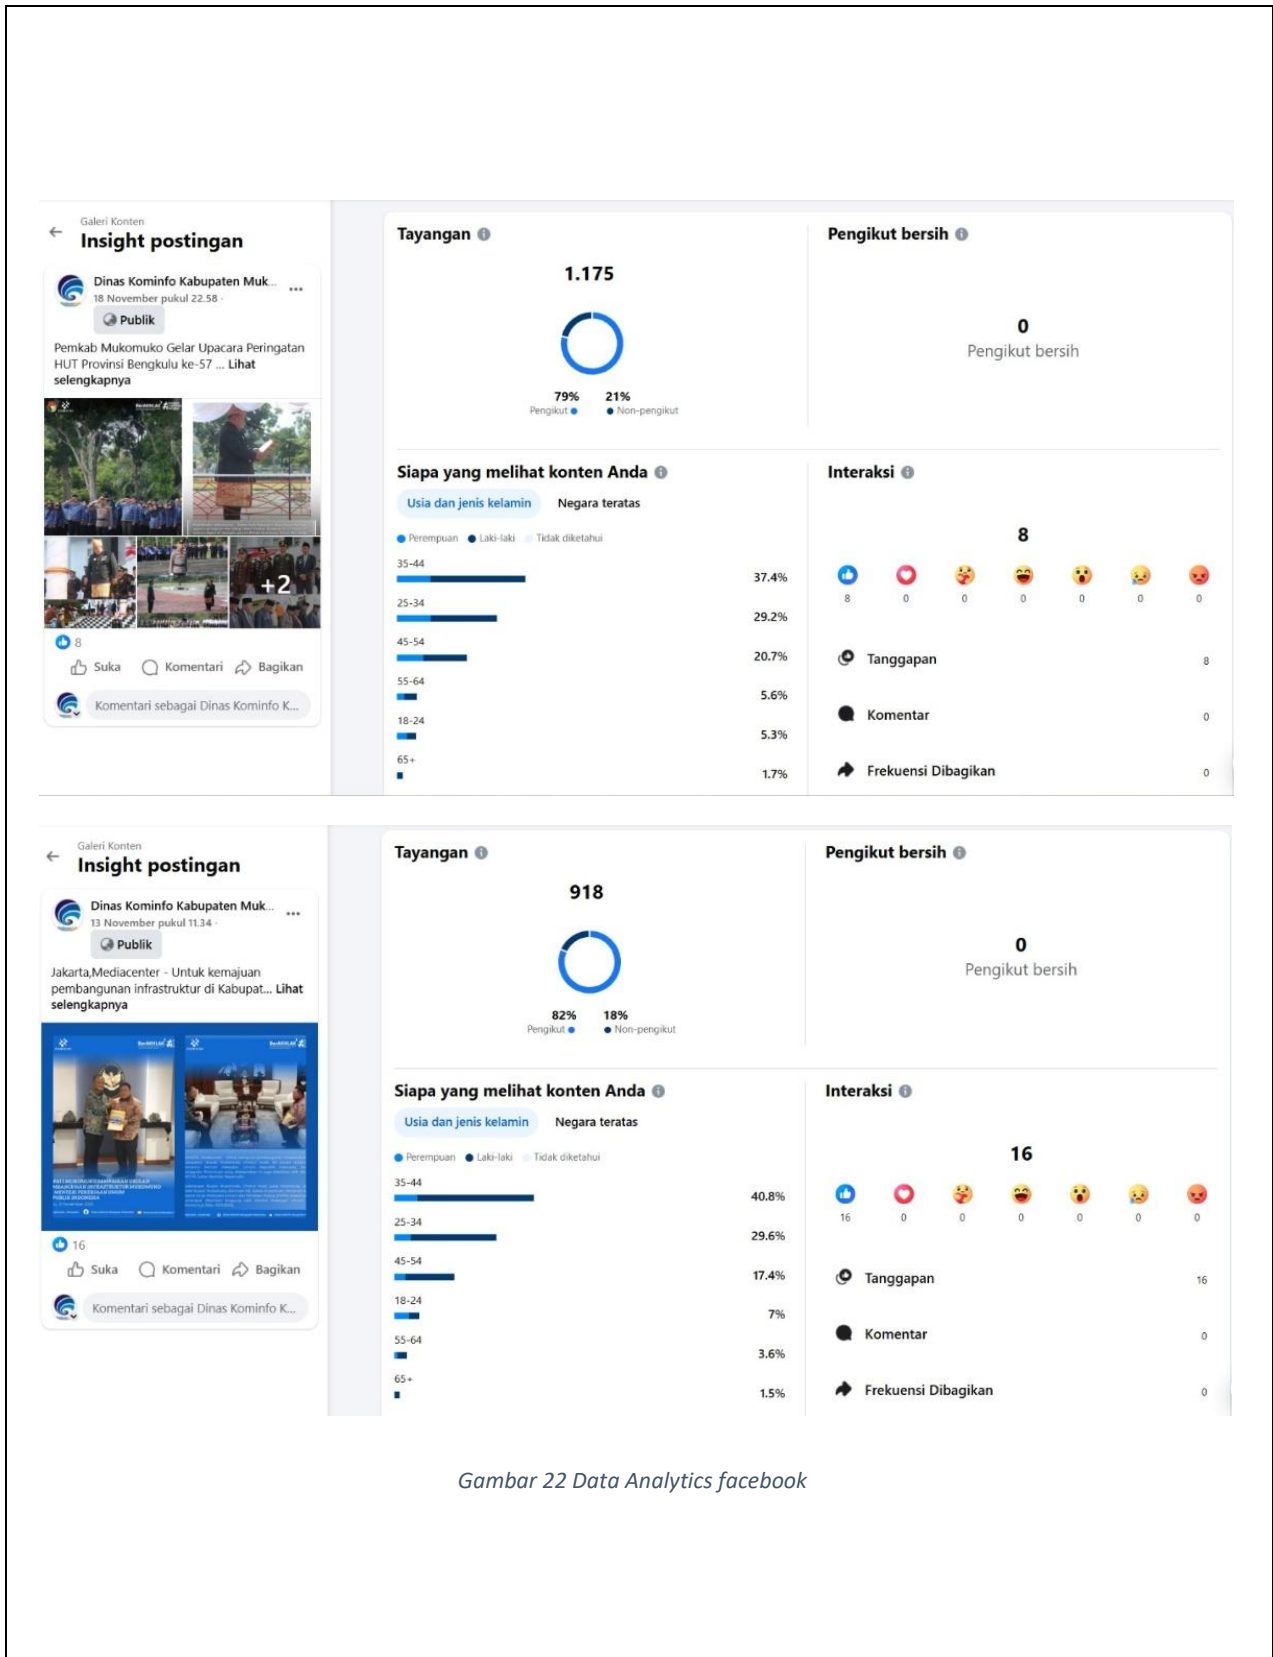 Galeri Konten
Insight postingan
Dinas Kominfo Kabupaten Muk...
18 November pukul 22.58 ·
Publik
Pemkab Mukomuko Gelar Upacara Peringatan
HUT Provinsi Bengkulu ke-57 ... Lihat
selengkapnya
+2
8
Suka Komentari Bagikan
Komentari sebagai Dinas Kominfo K...
Tayangan
1.175
79% 21%
Pengikut Non-pengikut
Pengikut bersih
0
Pengikut bersih
Siapa yang melihat konten Anda
Usia dan jenis kelamin Negara teratas
Perempuan Laki-laki Tidak diketahui
35-44
37.4%
25-34
29.2%
45-54
20.7%
55-64
5.6%
18-24
5.3%
65+
1.7%
Interaksi
8
8 0 0 0 0 0 0
Tanggapan 8
Komentar 0
Frekuensi Dibagikan 0
Galeri Konten
Insight postingan
Dinas Kominfo Kabupaten Muk...
13 November pukul 11.34 ·
Publik
Jakarta,Mediacenter - Untuk kemajuan
pembangunan infrastruktur di Kabupat... Lihat
selengkapnya
16
Suka Komentari Bagikan
Komentari sebagai Dinas Kominfo K...
Tayangan
918
82% 18%
Pengikut Non-pengikut
Pengikut bersih
0
Pengikut bersih
Siapa yang melihat konten Anda
Usia dan jenis kelamin Negara teratas
Perempuan Laki-laki Tidak diketahui
35-44
40.8%
25-34
29.6%
45-54
17.4%
18-24
7%
55-64
3.6%
65+
1.5%
Interaksi
16
16 0 0 0 0 0 0
Tanggapan 16
Komentar 0
Frekuensi Dibagikan 0
Gambar 22 Data Analytics facebook